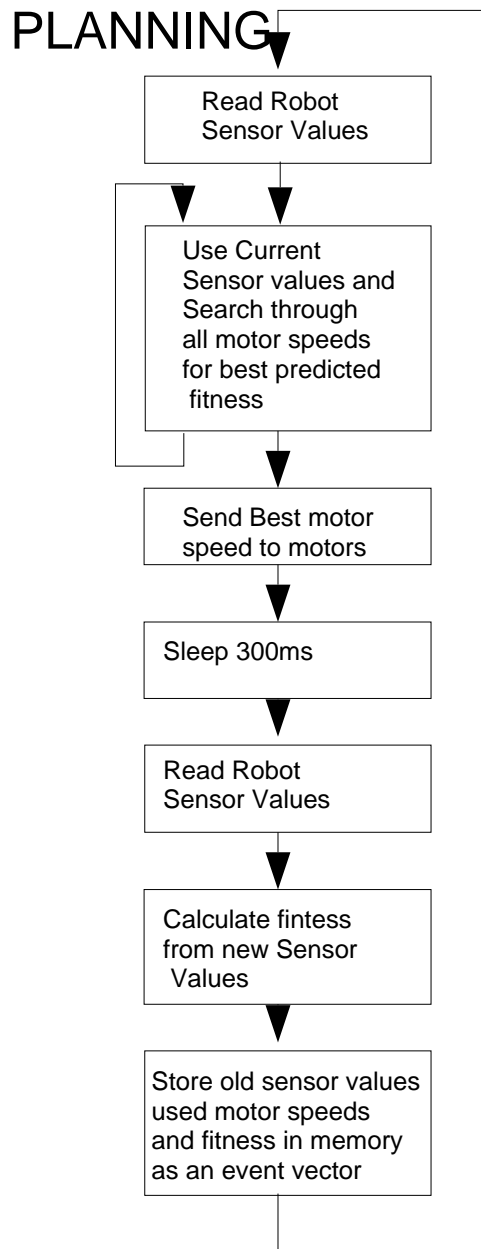 PLANNING
Read Robot
Sensor Values
Use Current
Sensor values and
Search through
all motor speeds
for best predicted
fitness
Send Best motor
speed to motors
Sleep 300ms
Read Robot
Sensor Values
Calculate fintess
from new Sensor
Values
Store old sensor values
used motor speeds
and fitness in memory
as an event vector